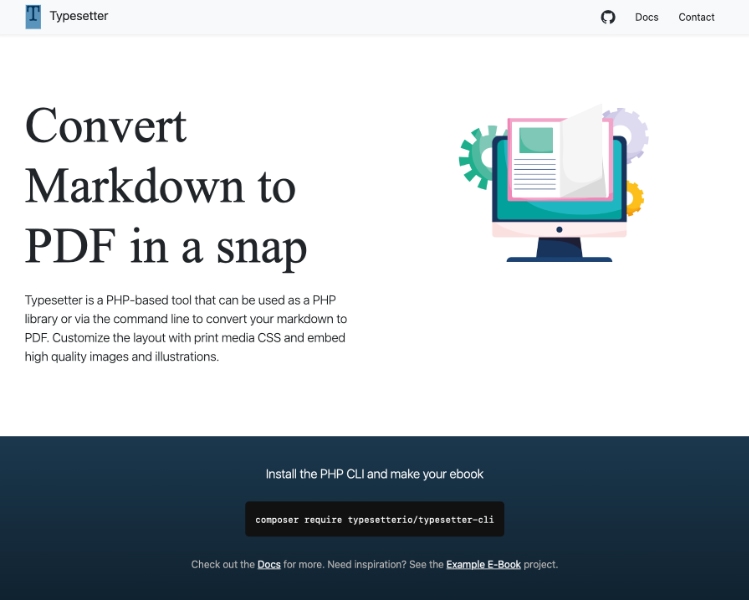 T Typesetter
Docs
Contact
Convert
Markdown to
PDF in a snap
Typesetter is a PHP-based tool that can be used as a PHP
library or via the command line to convert your markdown to
PDF. Customize the layout with print media CSS and embed
high quality images and illustrations.
Install the PHP CLI and make your ebook
composer require typesetterio/typesetter-cli
Check out the Docs for more. Need inspiration? See the Example E-Book project.